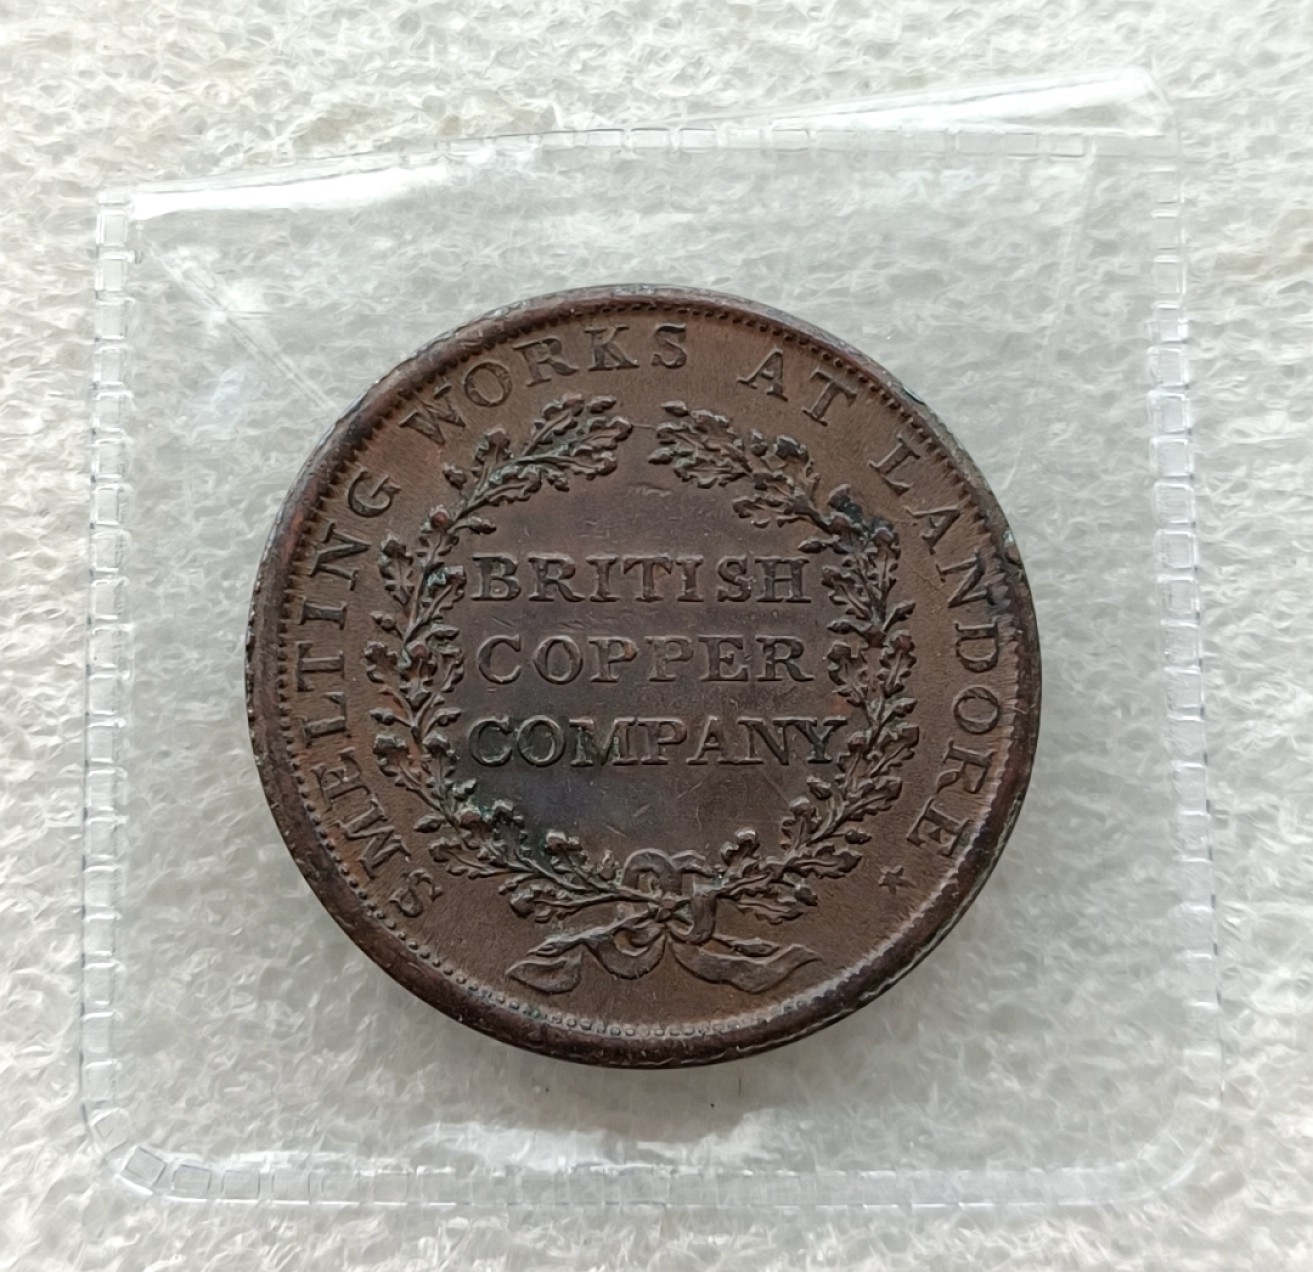 SMELTING WORKS AT LANDORE
BRITISH
COPPER
COMPANY